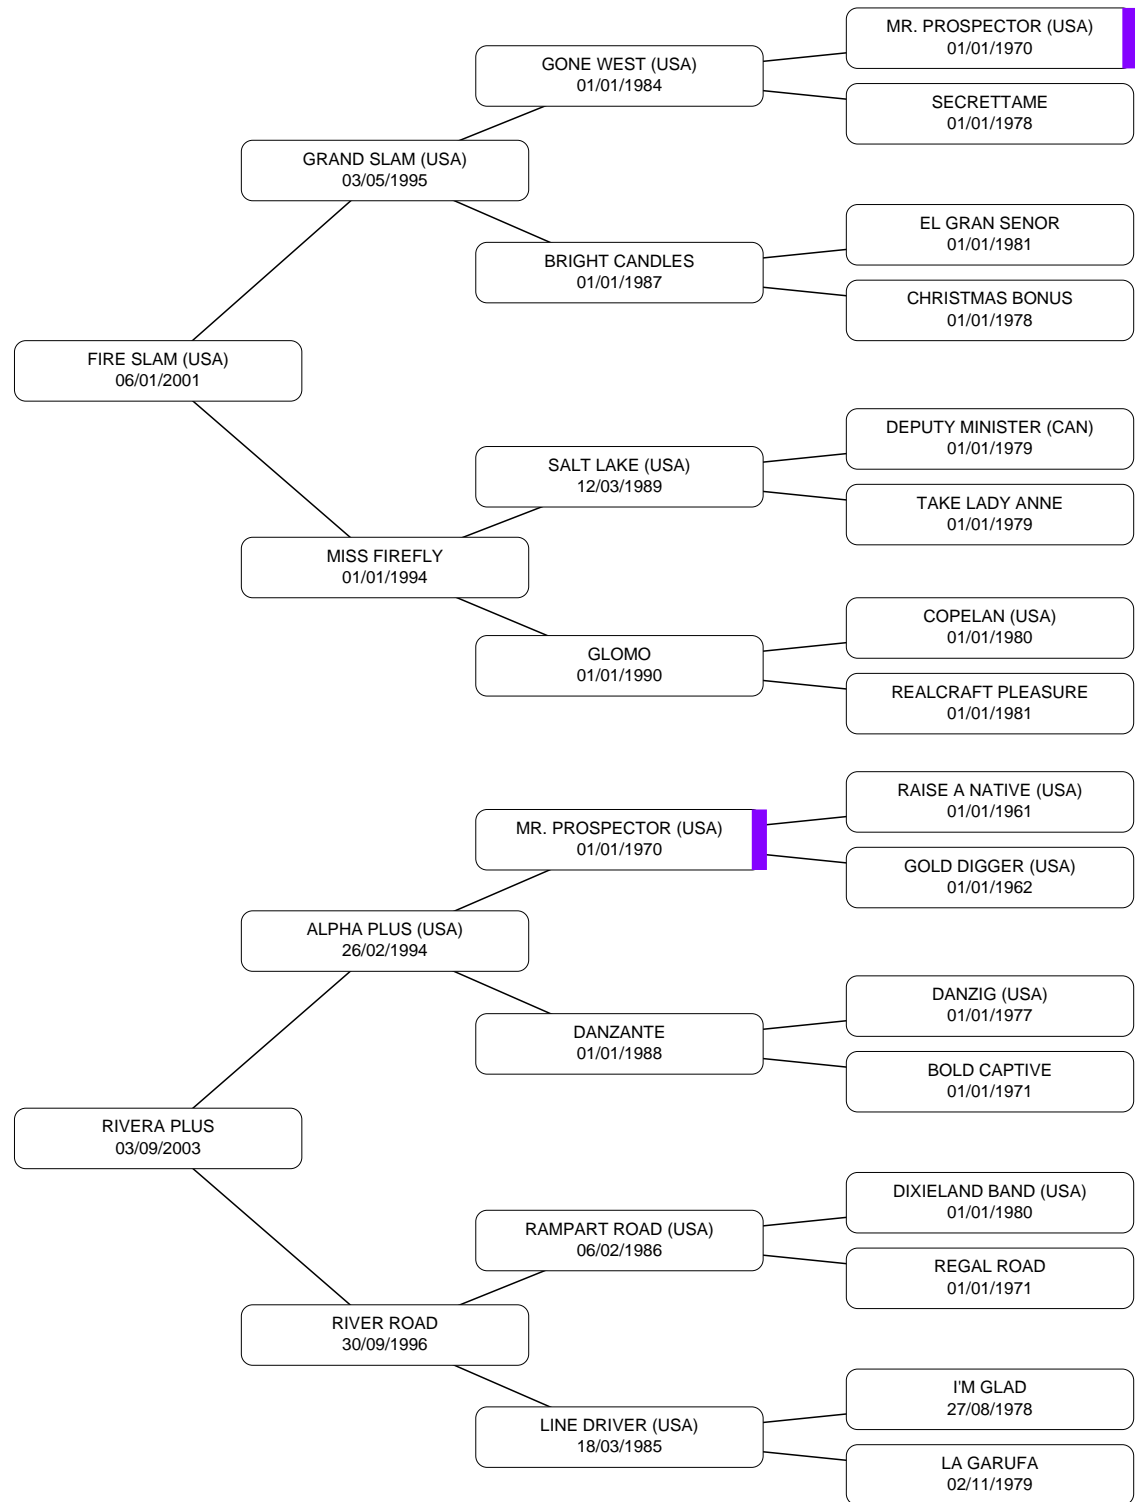 MR. PROSPECTOR (USA)
01/01/1970
GONE WEST (USA)
01/01/1984
SECRETTAME
01/01/1978
GRAND SLAM (USA)
03/05/1995
EL GRAN SENOR
01/01/1981
BRIGHT CANDLES
01/01/1987
CHRISTMAS BONUS
01/01/1978
FIRE SLAM (USA)
06/01/2001
DEPUTY MINISTER (CAN)
01/01/1979
SALT LAKE (USA)
12/03/1989
TAKE LADY ANNE
01/01/1979
MISS FIREFLY
01/01/1994
COPELAN (USA)
01/01/1980
GLOMO
01/01/1990
REALCRAFT PLEASURE
01/01/1981
RAISE A NATIVE (USA)
01/01/1961
MR. PROSPECTOR (USA)
01/01/1970
GOLD DIGGER (USA)
01/01/1962
ALPHA PLUS (USA)
26/02/1994
DANZIG (USA)
01/01/1977
DANZANTE
01/01/1988
BOLD CAPTIVE
01/01/1971
RIVERA PLUS
03/09/2003
DIXIELAND BAND (USA)
01/01/1980
RAMPART ROAD (USA)
06/02/1986
REGAL ROAD
01/01/1971
RIVER ROAD
30/09/1996
I'M GLAD
27/08/1978
LINE DRIVER (USA)
18/03/1985
LA GARUFA
02/11/1979